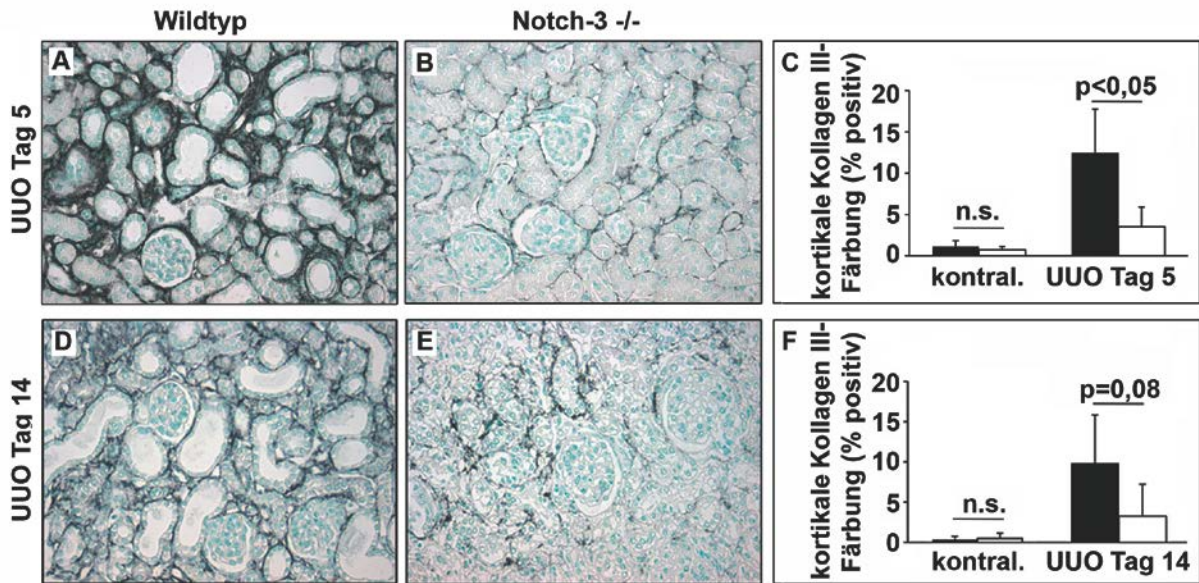 Wildtyp
Notch-3 -/-
UUO Tag 5
A
B
C
kortikale Kollagen III-
Färbung (% positiv)
20
15
10
5
0
n.s.
p<0,05
kontral.
UUO Tag 5
UUO Tag 14
D
E
F
kortikale Kollagen III-
Färbung (% positiv)
20
15
10
5
0
n.s.
p=0,08
kontral.
UUO Tag 14